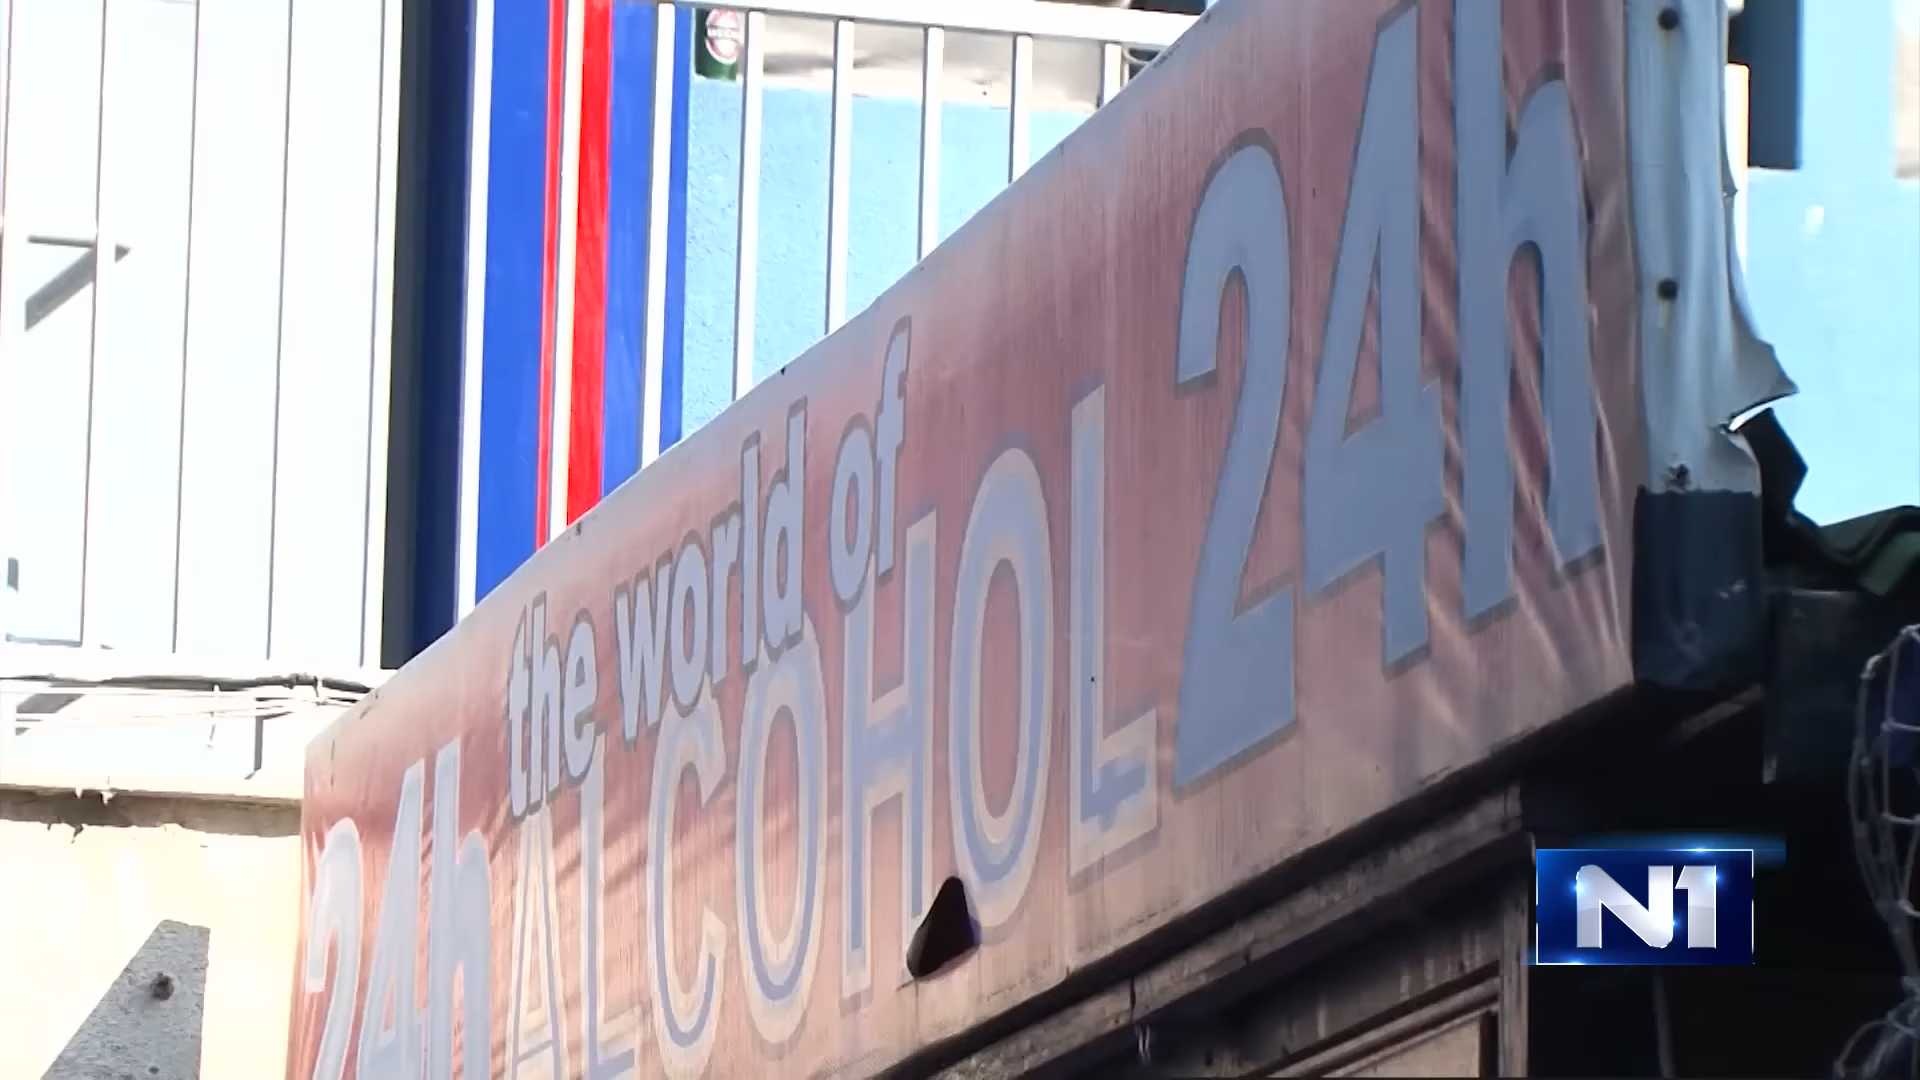 24h
the world of
ALCOHOL
24h
N1